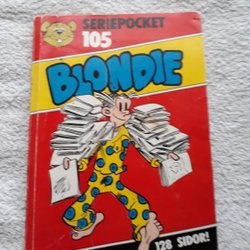 SERIEPOCKET
105
BLONDIE
128 SIDOR!